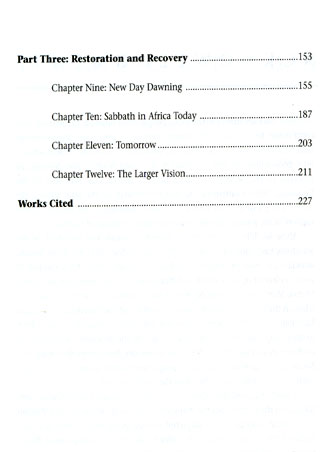 Part Three: Restoration and Recovery ..........................................153
Chapter Nine: New Day Dawning ..........................................155
Chapter Ten: Sabbath in Africa Today .....................................187
Chapter Eleven: Tomorrow.....................................................203
Chapter Twelve: The Larger Vision..........................................211
Works Cited .................................................................................227